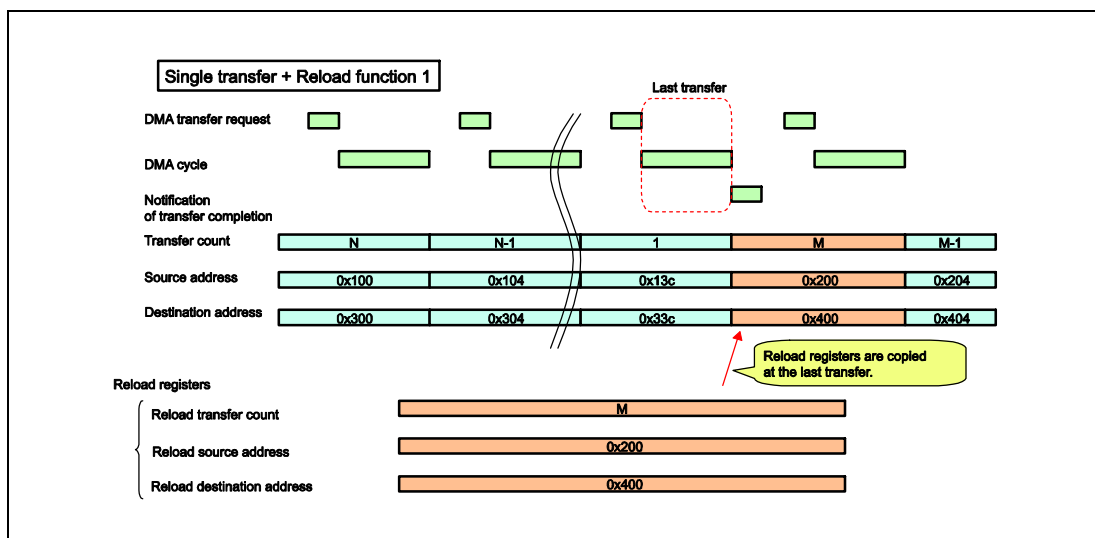 Single transfer + Reload function 1
Last transfer
DMA transfer request
DMA cycle
Notification
of transfer completion
Transfer count
N
N-1
1
M
M-1
Source address
0x100
0x104
0x13c
0x200
0x204
Destination address
0x300
0x304
0x33c
0x400
0x404
Reload registers are copied
at the last transfer.
Reload registers
Reload transfer count
M
Reload source address
0x200
Reload destination address
0x400